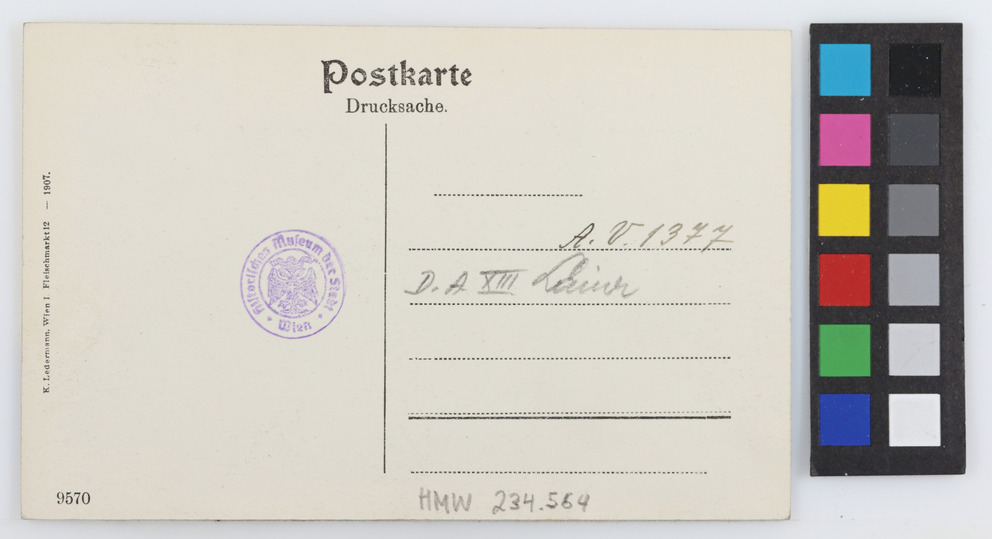 Postkarte
Drucksache.
K. Ledermann, Wien I. Fleischmarkt 12 — 1907.
Historisches Museum der Stadt
* Wien *
A. V. 1377
D. A XIII Lainz
9570
HMW 234.564